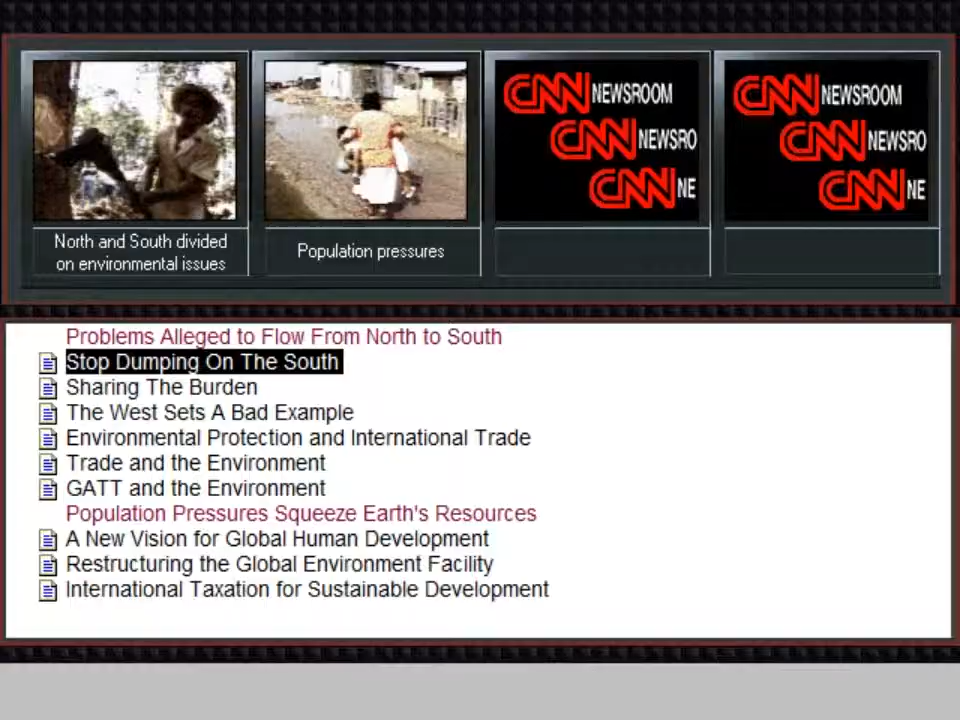 CNN NEWSROOM
CNN NEWSRO
CNN NE
CNN NEWSROOM
CNN NEWSRO
CNN NE
North and South divided
on environmental issues
Population pressures
Problems Alleged to Flow From North to South
Stop Dumping On The South
Sharing The Burden
The West Sets A Bad Example
Environmental Protection and International Trade
Trade and the Environment
GATT and the Environment
Population Pressures Squeeze Earth's Resources
A New Vision for Global Human Development
Restructuring the Global Environment Facility
International Taxation for Sustainable Development